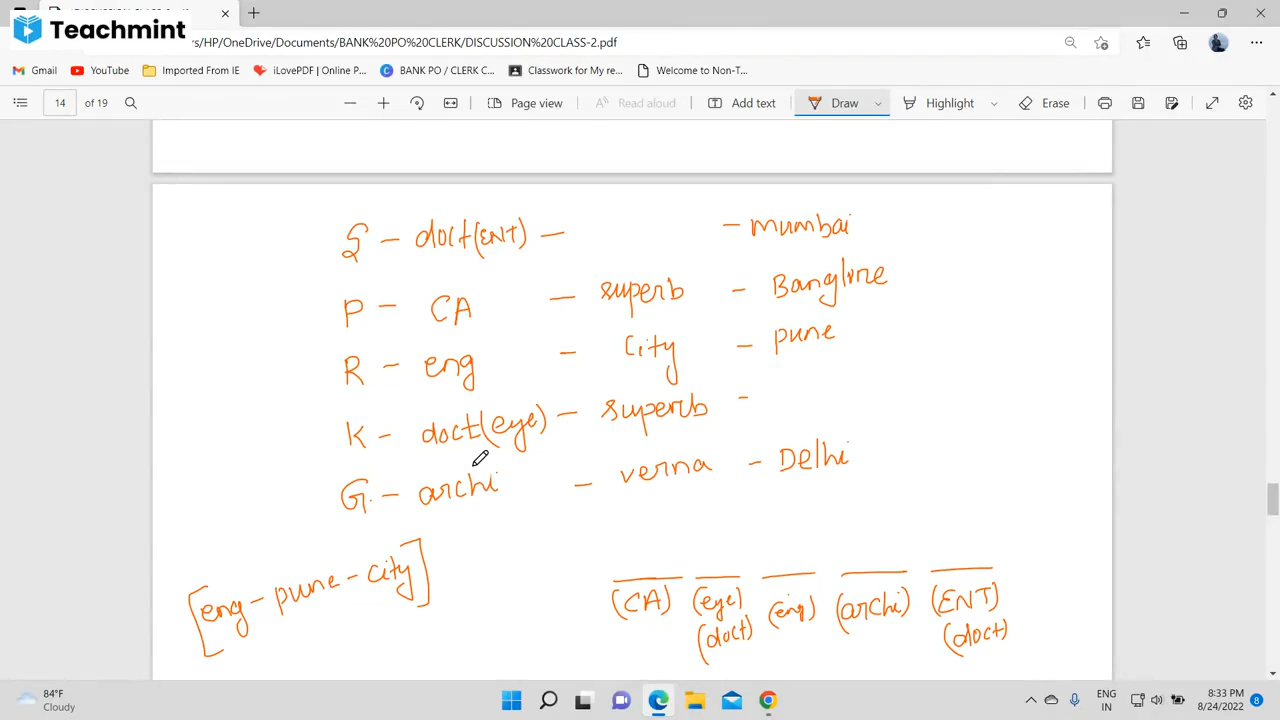 Teachmint
rs/HP/OneDrive/Documents/BANK%20PO%20CLERK/DISCUSSION%20CLASS-2.pdf
Gmail YouTube Imported From IE iLovePDF | Online P... BANK PO / CLERK C... Classwork for My re... Welcome to Non-T...
14 of 19 Page view Read aloud Add text Draw Highlight Erase
- doct(ENT) - - mumbai
P - CA - superb - Banglore
R - eng - City - pune
K - doct(eye) - superb -
G - archi - verna - Delhi
[eng - pune - city]
(CA) (eye) (eng) (archi) (ENT)
(doct) (doct)
84°F
Cloudy
ENG
IN
8:33 PM
8/24/2022
8